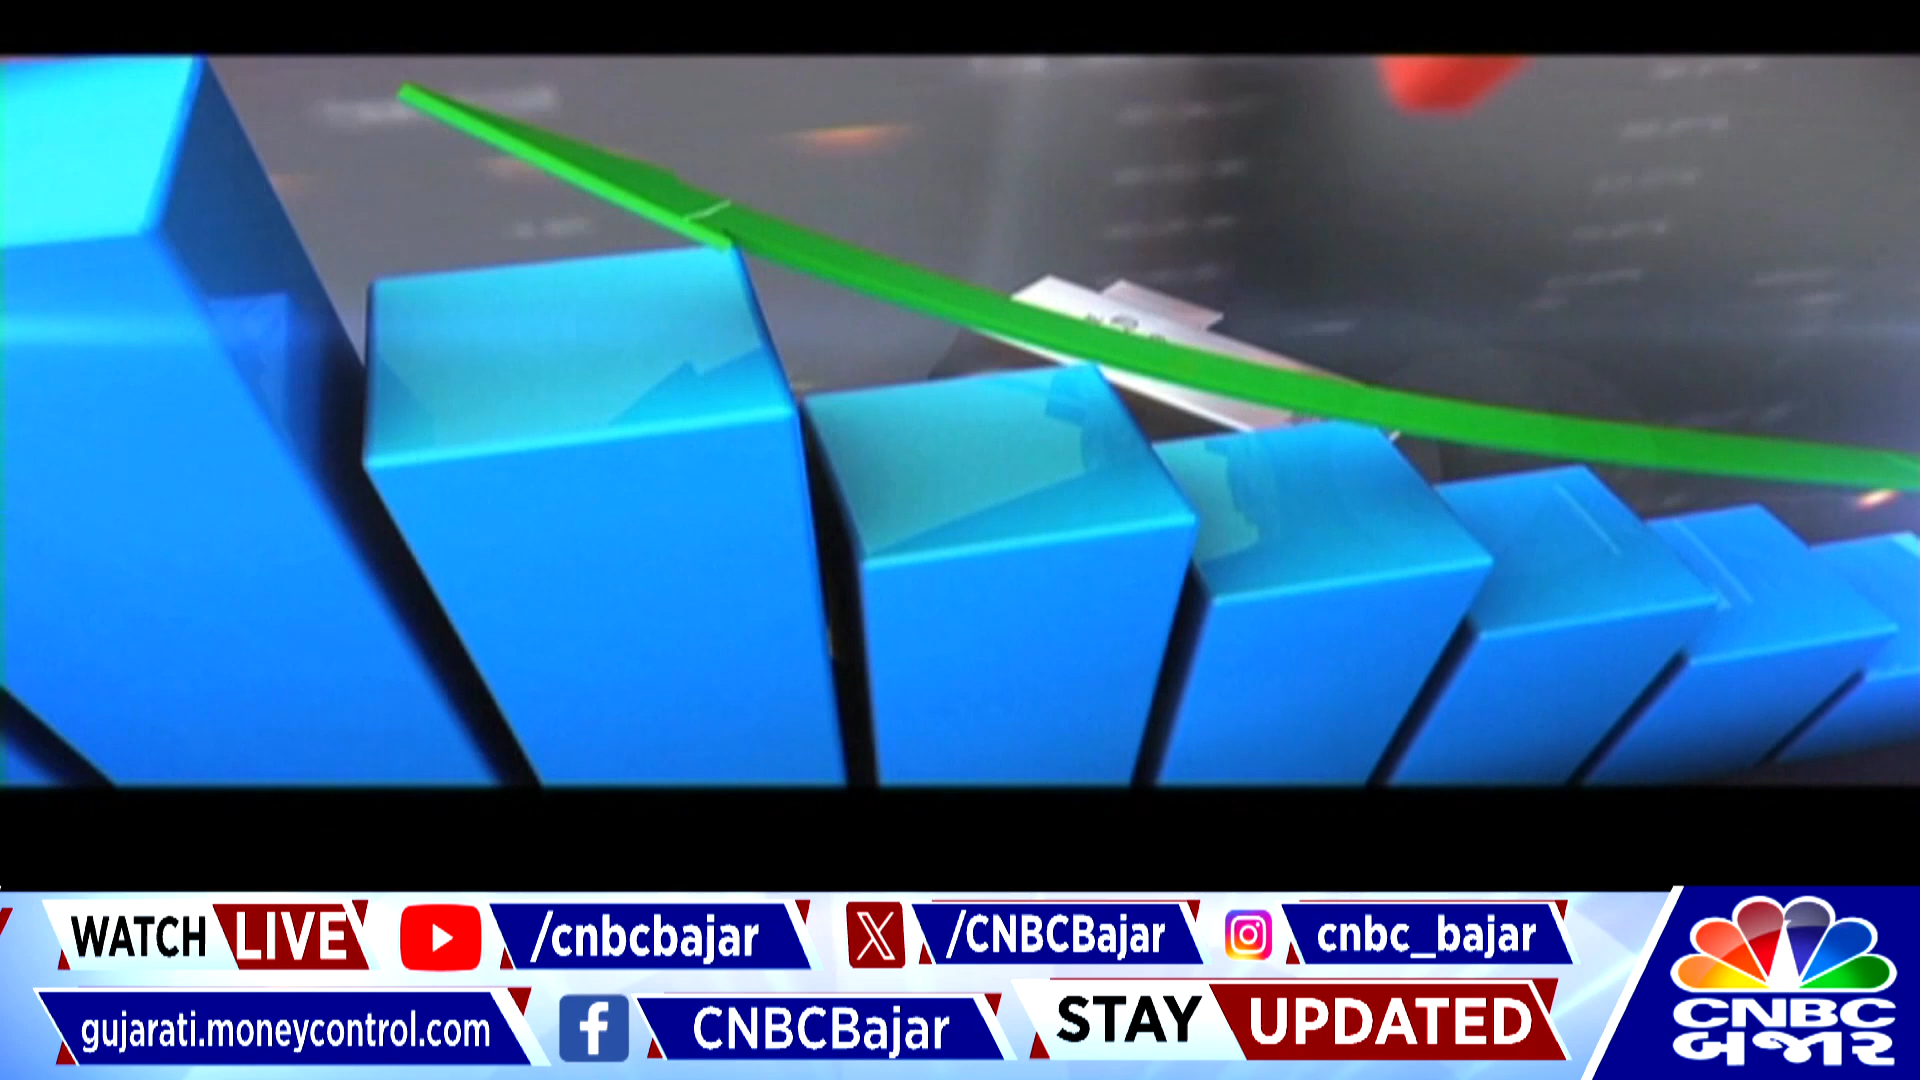 WATCH LIVE
/cnbcbajar
/CNBCBajar
cnbc_bajar
gujarati.moneycontrol.com
CNBCBajar
STAY UPDATED
CNBC
બજાર